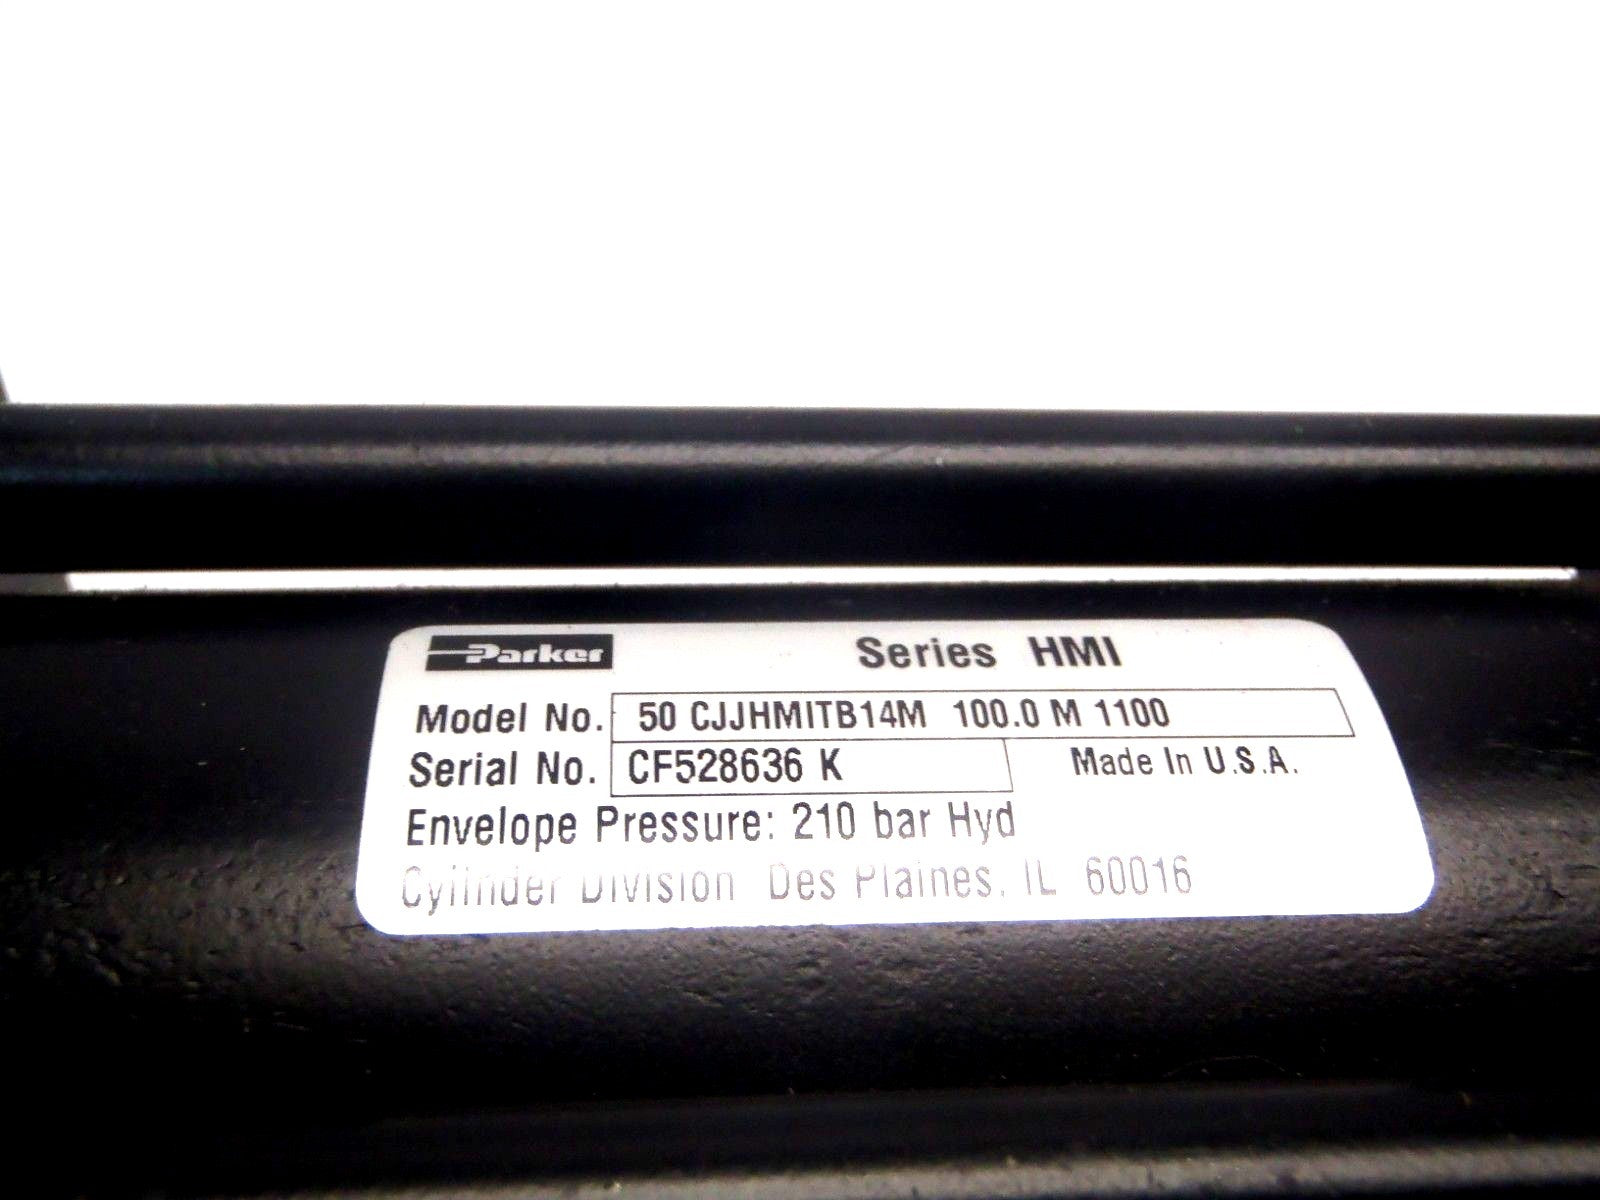 Parker Series HMI
Model No. 50 CJJHMITB14M 100.0 M 1100
Serial No. CF528636 K Made In U.S.A.
Envelope Pressure: 210 bar Hyd
Cylinder Division Des Plaines, IL 60016